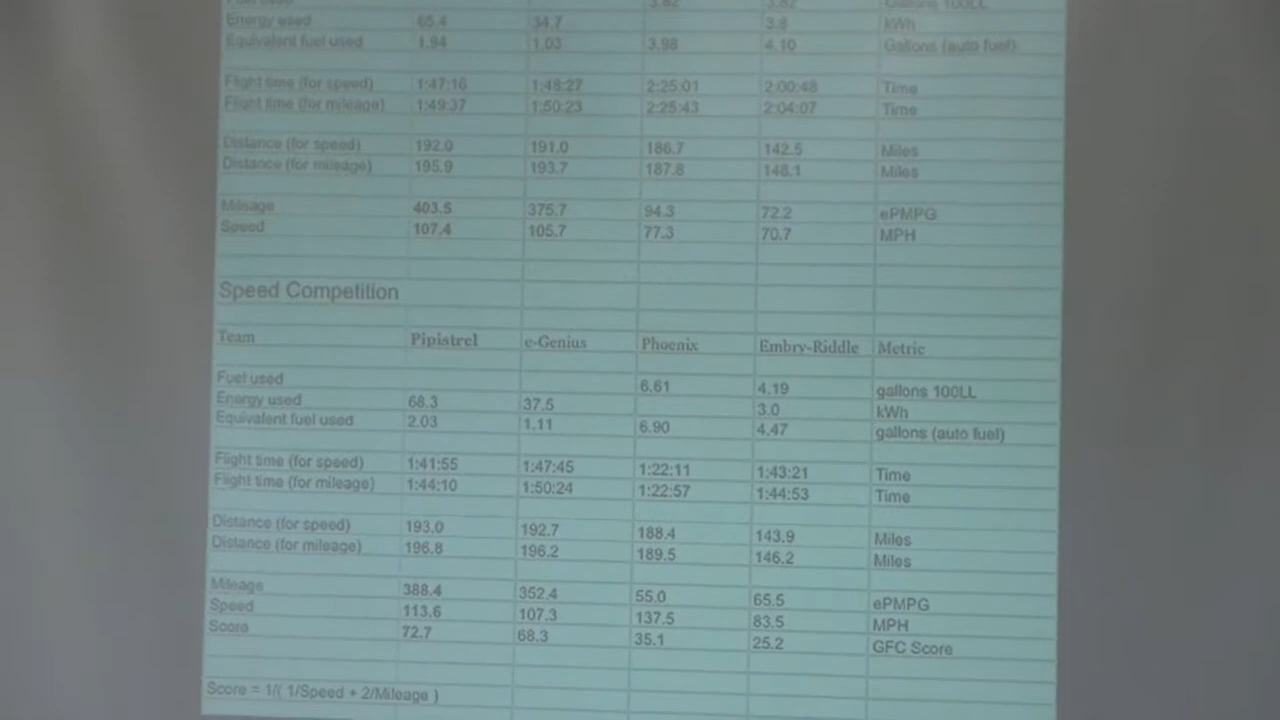 3.62 3.82 Gallons 100LL
Energy used 65.4 34.7 3.8 kWh
Equivalent fuel used 1.94 1.03 3.98 4.10 Gallons (auto fuel)
Flight time (for speed) 1:47:16 1:48:27 2:25:01 2:00:48 Time
Flight time (for mileage) 1:49:37 1:50:23 2:25:43 2:04:07 Time
Distance (for speed) 192.0 191.0 186.7 142.5 Miles
Distance (for mileage) 195.9 193.7 187.8 148.1 Miles
Mileage 403.5 375.7 94.3 72.2 ePMPG
Speed 107.4 105.7 77.3 70.7 MPH
Speed Competition
Team Pipistrel e-Genius Phoenix Embry-Riddle Metric
Fuel used 6.61 4.19 gallons 100LL
Energy used 68.3 37.5 3.0 kWh
Equivalent fuel used 2.03 1.11 6.90 4.47 gallons (auto fuel)
Flight time (for speed) 1:41:55 1:47:45 1:22:11 1:43:21 Time
Flight time (for mileage) 1:44:10 1:50:24 1:22:57 1:44:53 Time
Distance (for speed) 193.0 192.7 188.4 143.9 Miles
Distance (for mileage) 196.8 196.2 189.5 146.2 Miles
Mileage 388.4 352.4 55.0 65.5 ePMPG
Speed 113.6 107.3 137.5 83.5 MPH
Score 72.7 68.3 35.1 25.2 GFC Score
Score = 1/( 1/Speed + 2/Mileage )